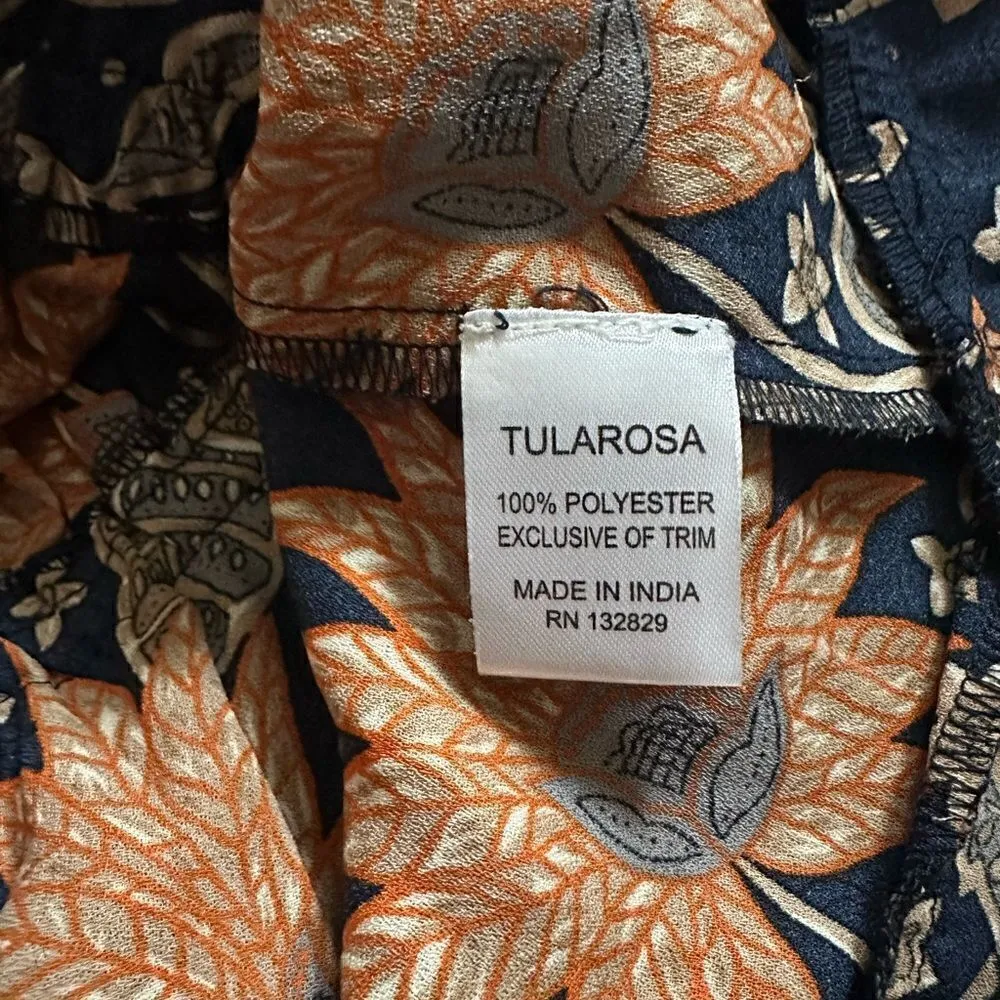 TULAROSA
100% POLYESTER
EXCLUSIVE OF TRIM
MADE IN INDIA
RN 132829